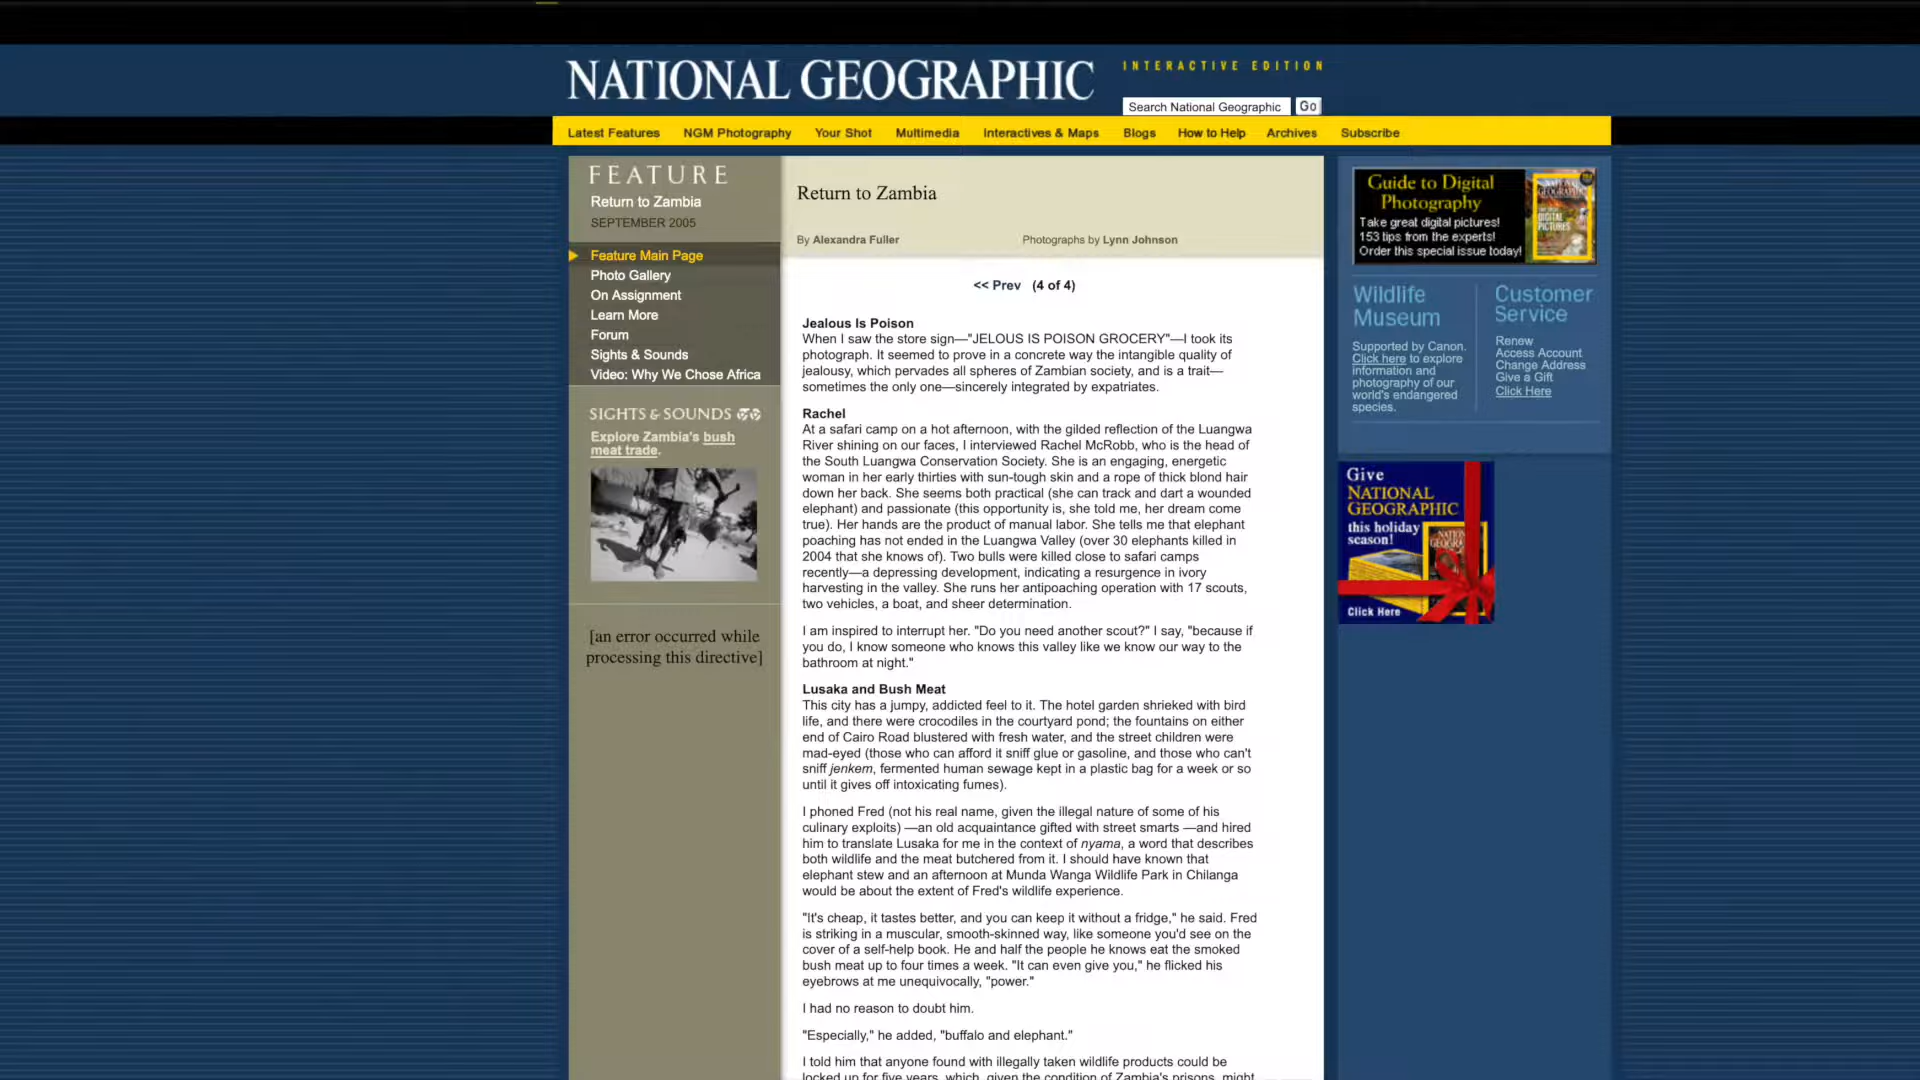 NATIONAL GEOGRAPHIC
INTERACTIVE EDITION
Search National Geographic Go
Latest Features NGM Photography Your Shot Multimedia Interactives & Maps Blogs How to Help Archives Subscribe
FEATURE
Return to Zambia
SEPTEMBER 2005
Feature Main Page
Photo Gallery
On Assignment
Learn More
Forum
Sights & Sounds
Video: Why We Chose Africa
SIGHTS & SOUNDS
Explore Zambia's bush
meat trade.
[an error occurred while
processing this directive]
Return to Zambia
By Alexandra Fuller Photographs by Lynn Johnson
<< Prev (4 of 4)
Jealous Is Poison
When I saw the store sign—"JELOUS IS POISON GROCERY"—I took its
photograph. It seemed to prove in a concrete way the intangible quality of
jealousy, which pervades all spheres of Zambian society, and is a trait—
sometimes the only one—sincerely integrated by expatriates.
Rachel
At a safari camp on a hot afternoon, with the gilded reflection of the Luangwa
River shining on our faces, I interviewed Rachel McRobb, who is the head of
the South Luangwa Conservation Society. She is an engaging, energetic
woman in her early thirties with sun-tough skin and a rope of thick blond hair
down her back. She seems both practical (she can track and dart a wounded
elephant) and passionate (this opportunity is, she told me, her dream come
true). Her hands are the product of manual labor. She tells me that elephant
poaching has not ended in the Luangwa Valley (over 30 elephants killed in
2004 that she knows of). Two bulls were killed close to safari camps
recently—a depressing development, indicating a resurgence in ivory
harvesting in the valley. She runs her antipoaching operation with 17 scouts,
two vehicles, a boat, and sheer determination.
I am inspired to interrupt her. "Do you need another scout?" I say, "because if
you do, I know someone who knows this valley like we know our way to the
bathroom at night."
Lusaka and Bush Meat
This city has a jumpy, addicted feel to it. The hotel garden shrieked with bird
life, and there were crocodiles in the courtyard pond; the fountains on either
end of Cairo Road blustered with fresh water, and the street children were
mad-eyed (those who can afford it sniff glue or gasoline, and those who can't
sniff jenkem, fermented human sewage kept in a plastic bag for a week or so
until it gives off intoxicating fumes).
I phoned Fred (not his real name, given the illegal nature of some of his
culinary exploits) —an old acquaintance gifted with street smarts —and hired
him to translate Lusaka for me in the context of nyama, a word that describes
both wildlife and the meat butchered from it. I should have known that
elephant stew and an afternoon at Munda Wanga Wildlife Park in Chilanga
would be about the extent of Fred's wildlife experience.
"It's cheap, it tastes better, and you can keep it without a fridge," he said. Fred
is striking in a muscular, smooth-skinned way, like someone you'd see on the
cover of a self-help book. He and half the people he knows eat the smoked
bush meat up to four times a week. "It can even give you," he flicked his
eyebrows at me unequivocally, "power."
I had no reason to doubt him.
"Especially," he added, "buffalo and elephant."
I told him that anyone found with illegally taken wildlife products could be
locked up for five years, which, given the condition of Zambia's prisons, might
Guide to Digital
Photography
Take great digital pictures!
153 tips from the experts!
Order this special issue today!
NATIONAL
GEOGRAPHIC
DIGITAL
PICTURES
Wildlife
Museum
Supported by Canon.
Click here to explore
information and
photography of our
world's endangered
species.
Customer
Service
Renew
Access Account
Change Address
Give a Gift
Click Here
Give
NATIONAL
GEOGRAPHIC
this holiday
season!
Click Here